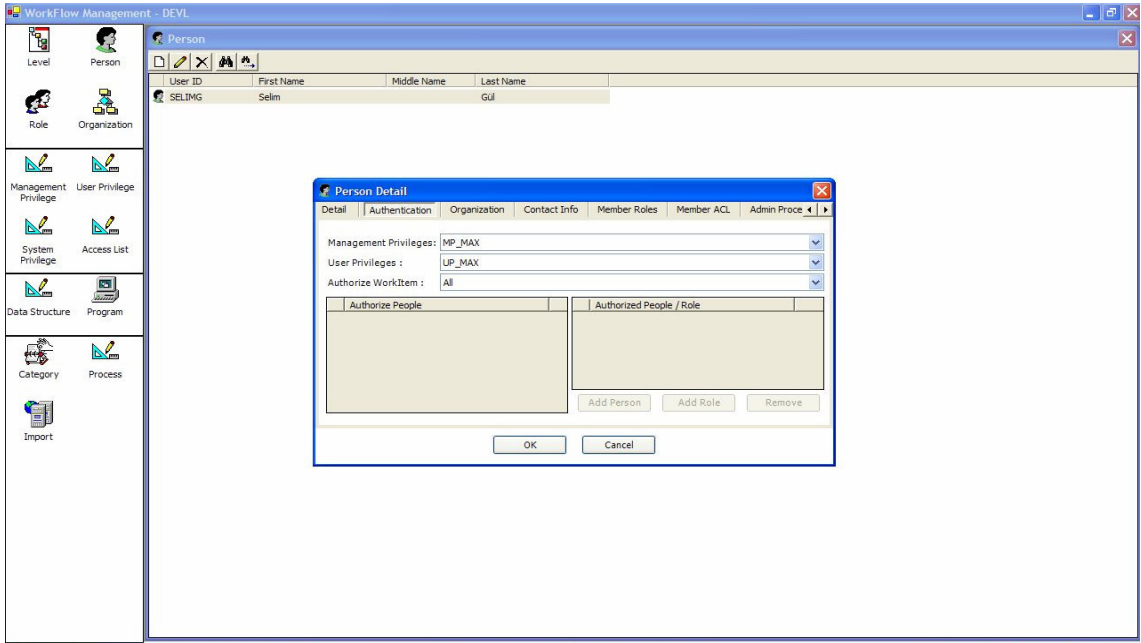 WorkFlow Management - DEVL
Level
Person
Role
Organization
Management Privilege
User Privilege
System Privilege
Access List
Data Structure
Program
Category
Process
Import
Person
User ID First Name Middle Name Last Name
SELIMG Selim Gül
Person Detail
Detail Authentication Organization Contact Info Member Roles Member ACL Admin Proce
Management Privileges: MP_MAX
User Privileges : UP_MAX
Authorize WorkItem : All
Authorize People
Authorized People / Role
Add Person Add Role Remove
OK Cancel